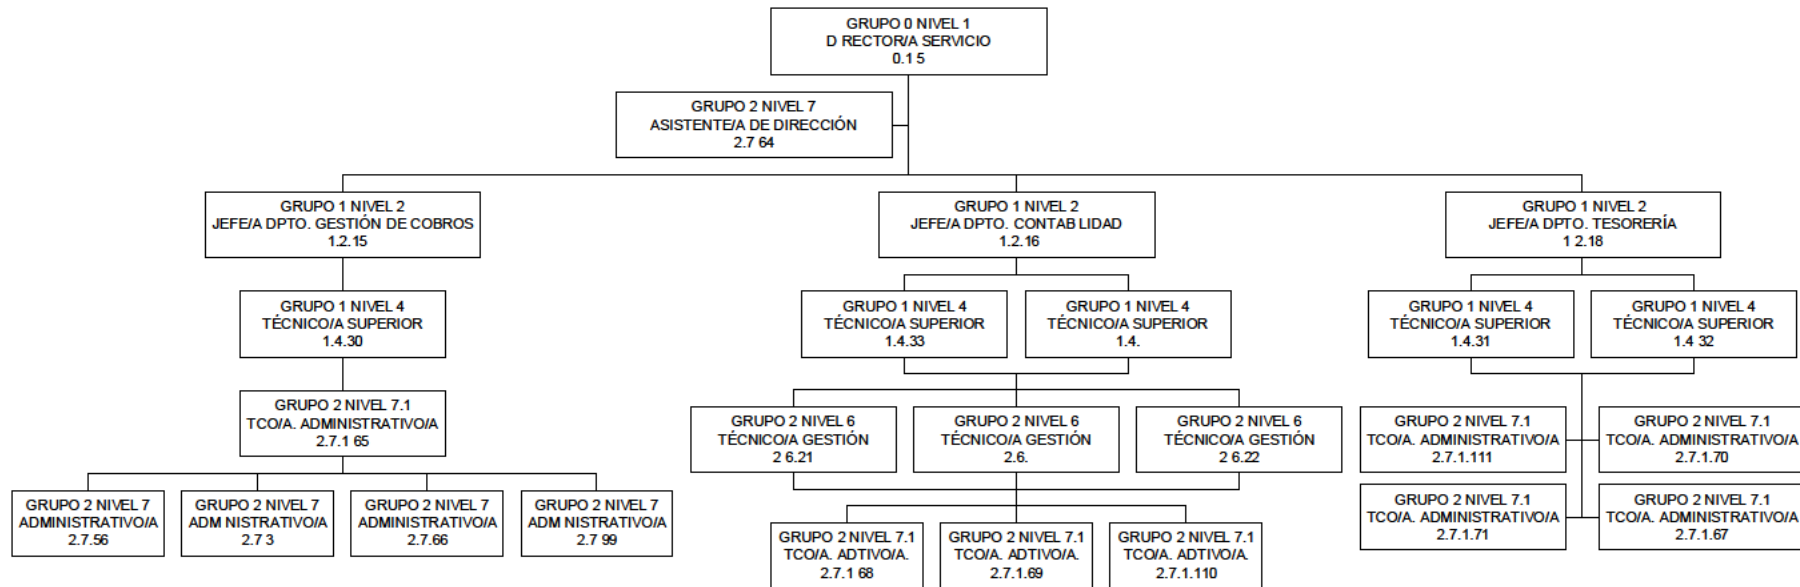 GRUPO 0 NIVEL 1
D RECTOR/A SERVICIO
0.1 5
GRUPO 2 NIVEL 7
ASISTENTE/A DE DIRECCIÓN
2.7 64
GRUPO 1 NIVEL 2
JEFE/A DPTO. GESTIÓN DE COBROS
1.2.15
GRUPO 1 NIVEL 2
JEFE/A DPTO. CONTAB LIDAD
1.2.16
GRUPO 1 NIVEL 2
JEFE/A DPTO. TESORERÍA
1 2.18
GRUPO 1 NIVEL 4
TÉCNICO/A SUPERIOR
1.4.30
GRUPO 1 NIVEL 4
TÉCNICO/A SUPERIOR
1.4.33
GRUPO 1 NIVEL 4
TÉCNICO/A SUPERIOR
1.4.
GRUPO 1 NIVEL 4
TÉCNICO/A SUPERIOR
1.4.31
GRUPO 1 NIVEL 4
TÉCNICO/A SUPERIOR
1.4 32
GRUPO 2 NIVEL 7.1
TCO/A. ADMINISTRATIVO/A
2.7.1 65
GRUPO 2 NIVEL 6
TÉCNICO/A GESTIÓN
2 6.21
GRUPO 2 NIVEL 6
TÉCNICO/A GESTIÓN
2.6.
GRUPO 2 NIVEL 6
TÉCNICO/A GESTIÓN
2 6.22
GRUPO 2 NIVEL 7.1
TCO/A. ADMINISTRATIVO/A
2.7.1.111
GRUPO 2 NIVEL 7.1
TCO/A. ADMINISTRATIVO/A
2.7.1.70
GRUPO 2 NIVEL 7
ADMINISTRATIVO/A
2.7.56
GRUPO 2 NIVEL 7
ADM NISTRATIVO/A
2.7 3
GRUPO 2 NIVEL 7
ADMINISTRATIVO/A
2.7.66
GRUPO 2 NIVEL 7
ADM NISTRATIVO/A
2.7 99
GRUPO 2 NIVEL 7.1
TCO/A. ADMINISTRATIVO/A
2.7.1.71
GRUPO 2 NIVEL 7.1
TCO/A. ADMINISTRATIVO/A
2.7.1.67
GRUPO 2 NIVEL 7.1
TCO/A. ADTIVO/A.
2.7.1 68
GRUPO 2 NIVEL 7.1
TCO/A. ADTIVO/A.
2.7.1.69
GRUPO 2 NIVEL 7.1
TCO/A. ADTIVO/A.
2.7.1.110